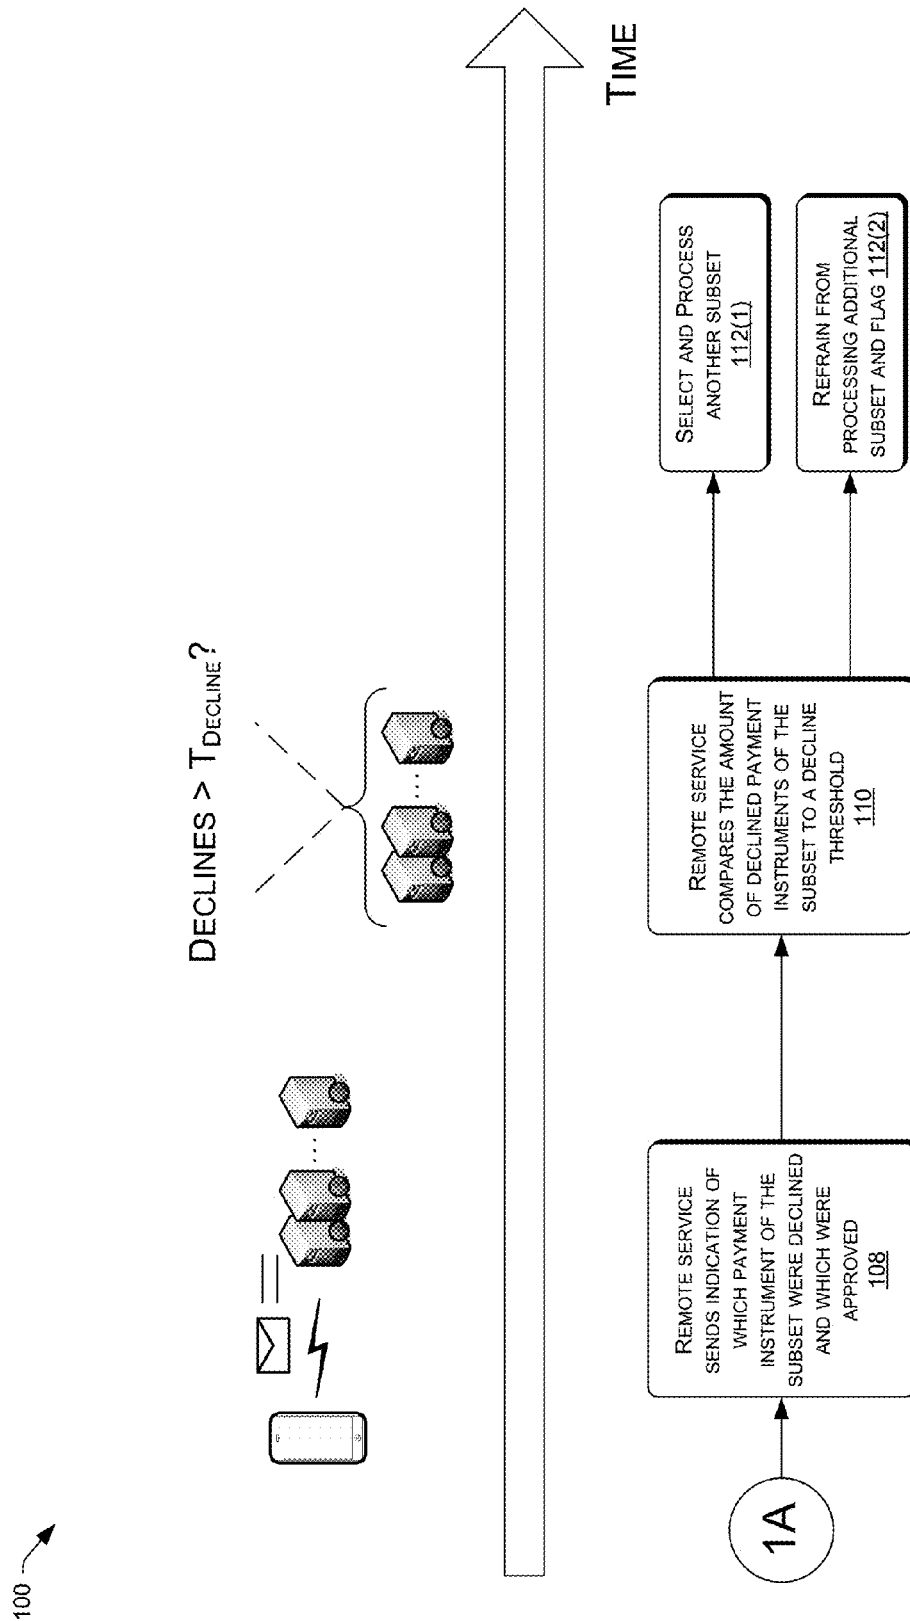 100
DECLINES > TDECLINE?
TIME
1A
REMOTE SERVICE
SENDS INDICATION OF
WHICH PAYMENT
INSTRUMENT OF THE
SUBSET WERE DECLINED
AND WHICH WERE
APPROVED
108
REMOTE SERVICE
COMPARES THE AMOUNT
OF DECLINED PAYMENT
INSTRUMENTS OF THE
SUBSET TO A DECLINE
THRESHOLD
110
SELECT AND PROCESS
ANOTHER SUBSET
112(1)
REFRAIN FROM
PROCESSING ADDITIONAL
SUBSET AND FLAG 112(2)